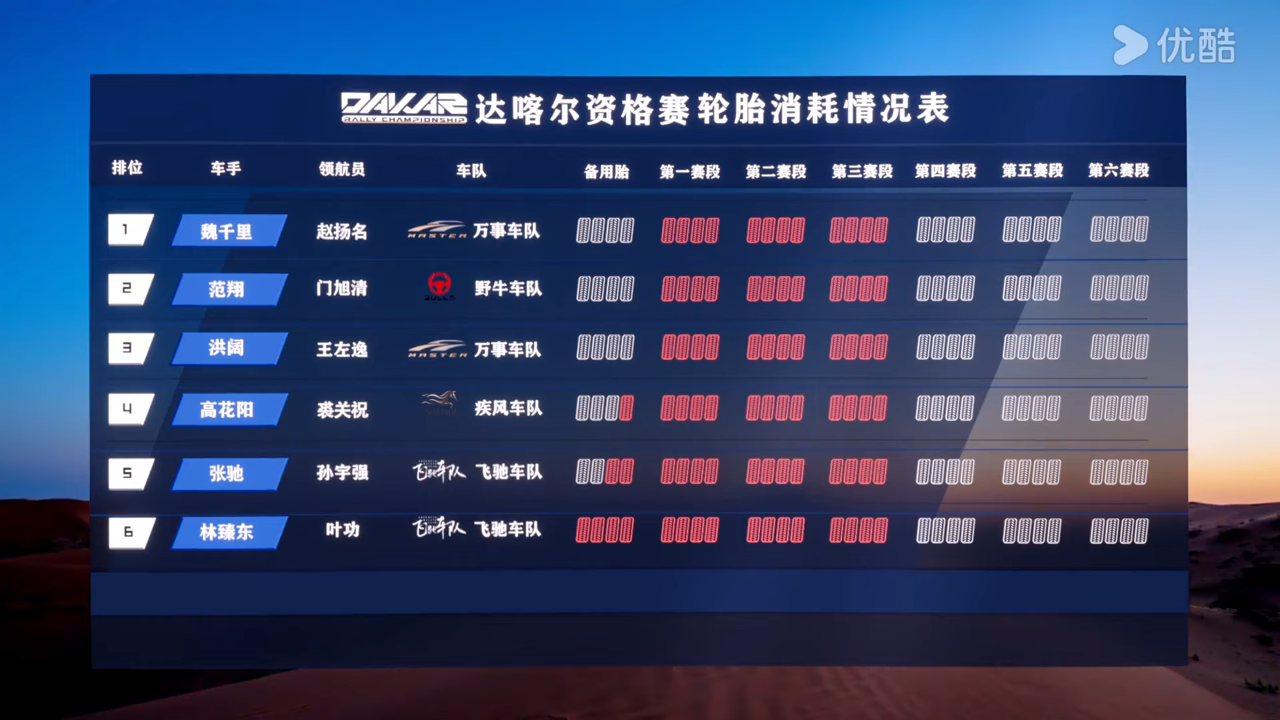 优酷
DAKAR RALLY CHAMPIONSHIP 达喀尔资格赛轮胎消耗情况表
排位 车手 领航员 车队 备用胎 第一赛段 第二赛段 第三赛段 第四赛段 第五赛段 第六赛段
1 魏千里 赵扬名 MASTER 万事车队
2 范翔 门旭清 野牛车队
3 洪阔 王左逸 MASTER 万事车队
4 高花阳 裘关祝 疾风车队
5 张驰 孙宇强 飞驰车队 飞驰车队
6 林臻东 叶功 飞驰车队 飞驰车队